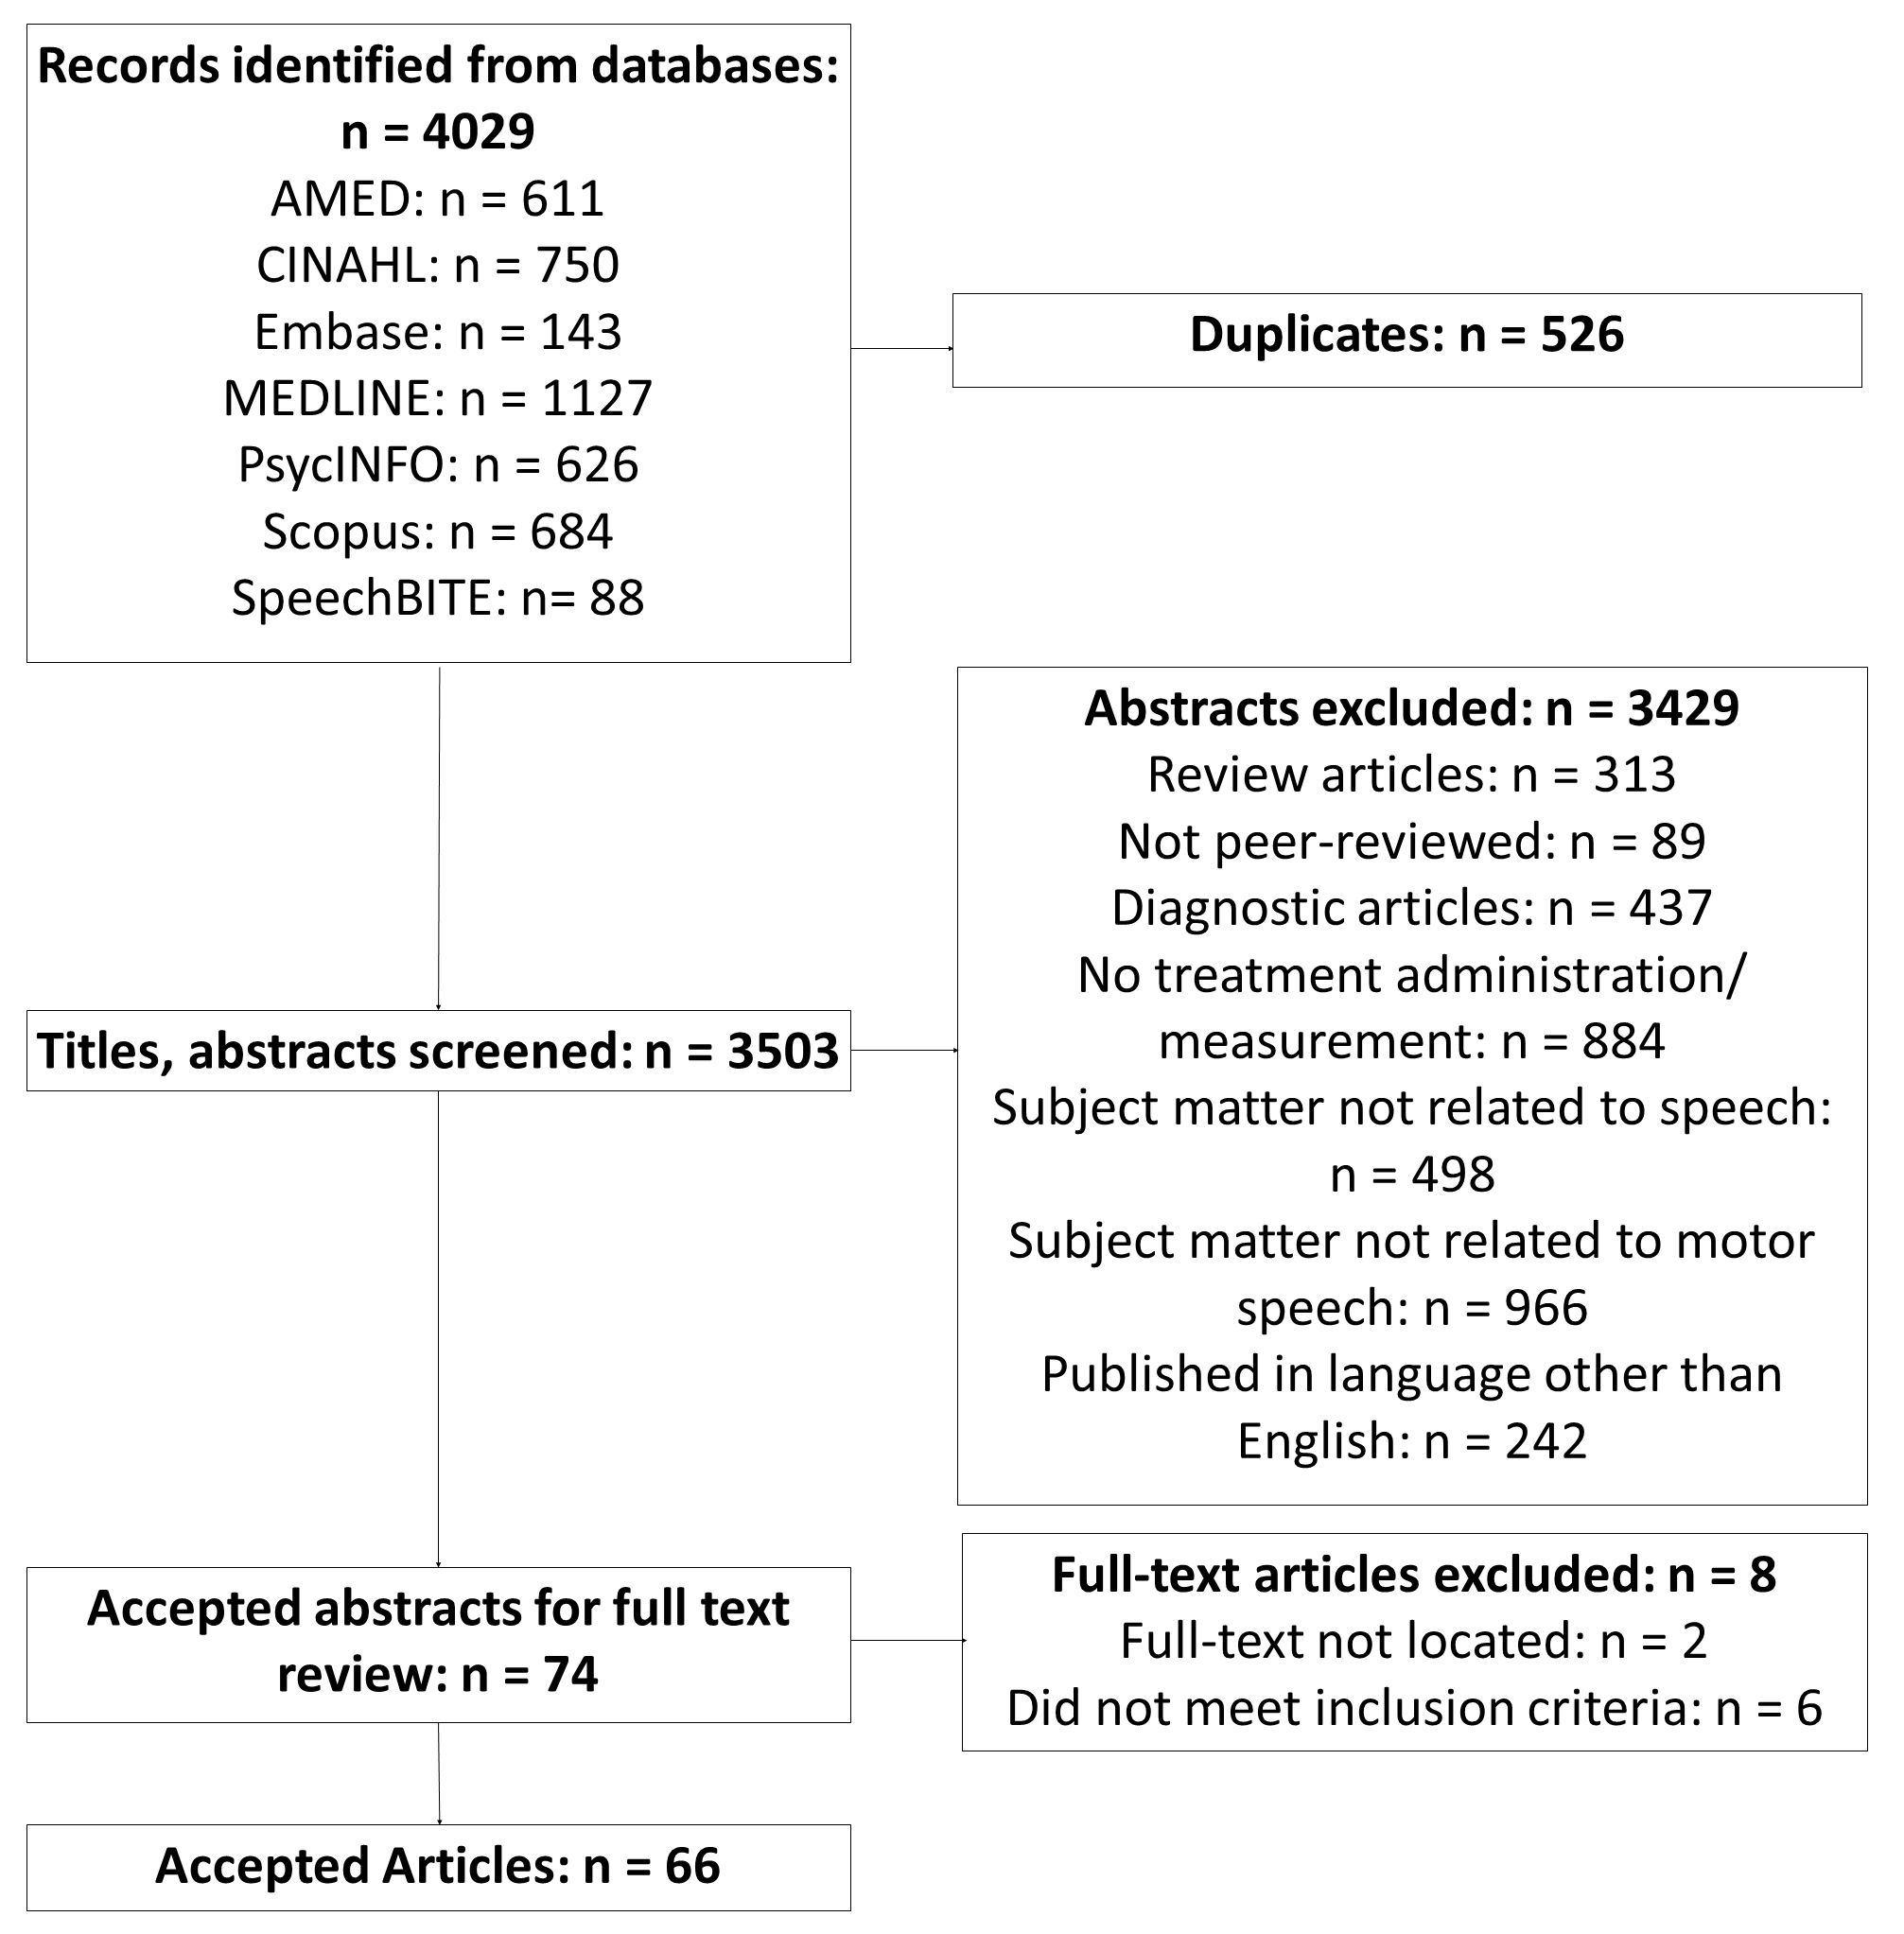 Records identified from databases:
n = 4029
AMED: n = 611
CINAHL: n = 750
Embase: n = 143
MEDLINE: n = 1127
PsycINFO: n = 626
Scopus: n = 684
SpeechBITE: n= 88
Duplicates: n = 526
Titles, abstracts screened: n = 3503
Abstracts excluded: n = 3429
Review articles: n = 313
Not peer-reviewed: n = 89
Diagnostic articles: n = 437
No treatment administration/
measurement: n = 884
Subject matter not related to speech:
n = 498
Subject matter not related to motor
speech: n = 966
Published in language other than
English: n = 242
Accepted abstracts for full text
review: n = 74
Full-text articles excluded: n = 8
Full-text not located: n = 2
Did not meet inclusion criteria: n = 6
Accepted Articles: n = 66